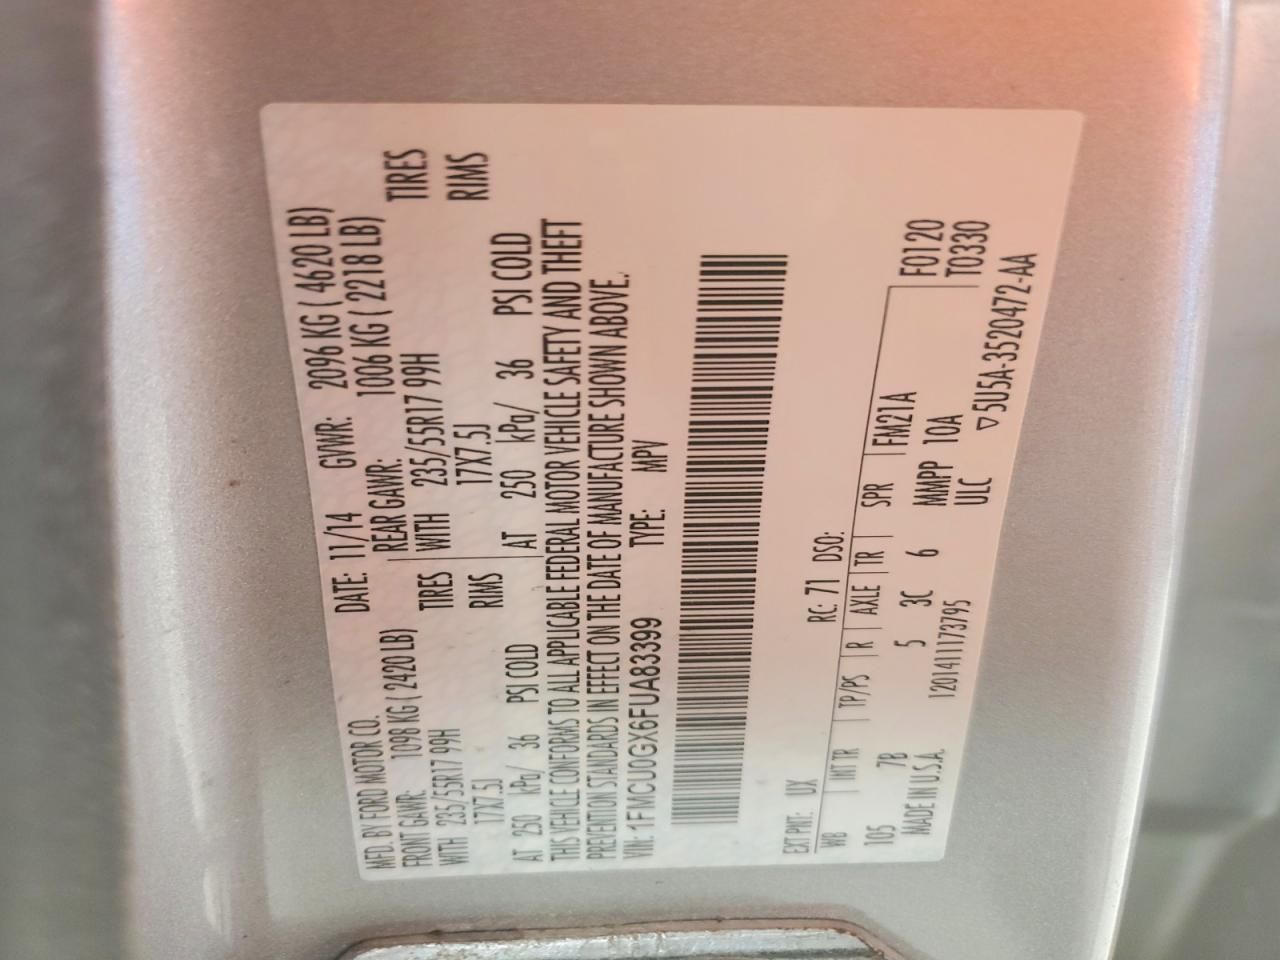 MFD. BY FORD MOTOR CO. DATE: 11/14 GVWR: 2096 KG ( 4620 LB)
FRONT GAWR: 1098 KG ( 2420 LB) REAR GAWR: 1006 KG ( 2218 LB)
WITH 235/55R17 99H TIRES WITH 235/55R17 99H TIRES
17X7.5J RIMS 17X7.5J RIMS
AT 250 kPa/ 36 PSI COLD AT 250 kPa/ 36 PSI COLD
THIS VEHICLE CONFORMS TO ALL APPLICABLE FEDERAL MOTOR VEHICLE SAFETY AND THEFT
PREVENTION STANDARDS IN EFFECT ON THE DATE OF MANUFACTURE SHOWN ABOVE.
VIN: 1FMCU0GX6FUA83399 TYPE: MPV
EXT PNT: UX RC: 71 DSO:
WB INT TR TP/PS R AXLE TR SPR FM21A F0120
105 7B 5 3C 6 MMPP 10A T0330
MADE IN U.S.A. 1201411173795 ULC ▽5U5A-3520472-AA